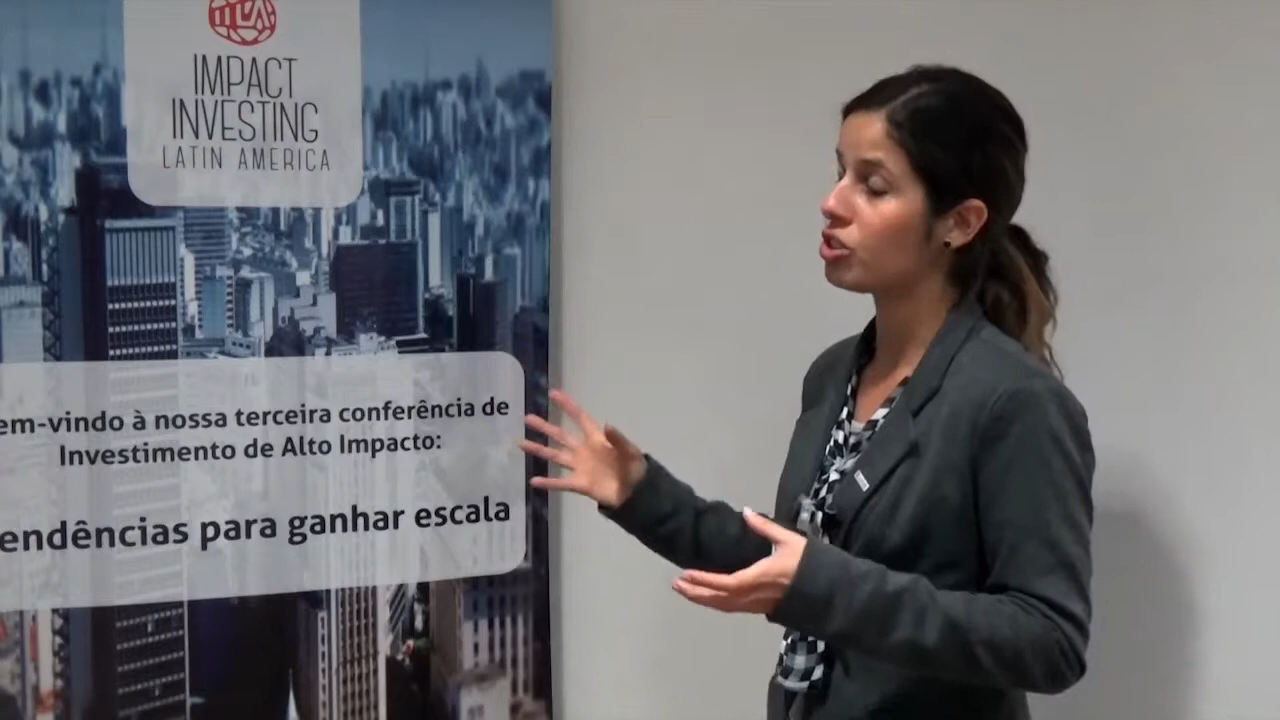 IMPACT
INVESTING
LATIN AMERICA
em-vindo à nossa terceira conferência de
Investimento de Alto Impacto:
endências para ganhar escala